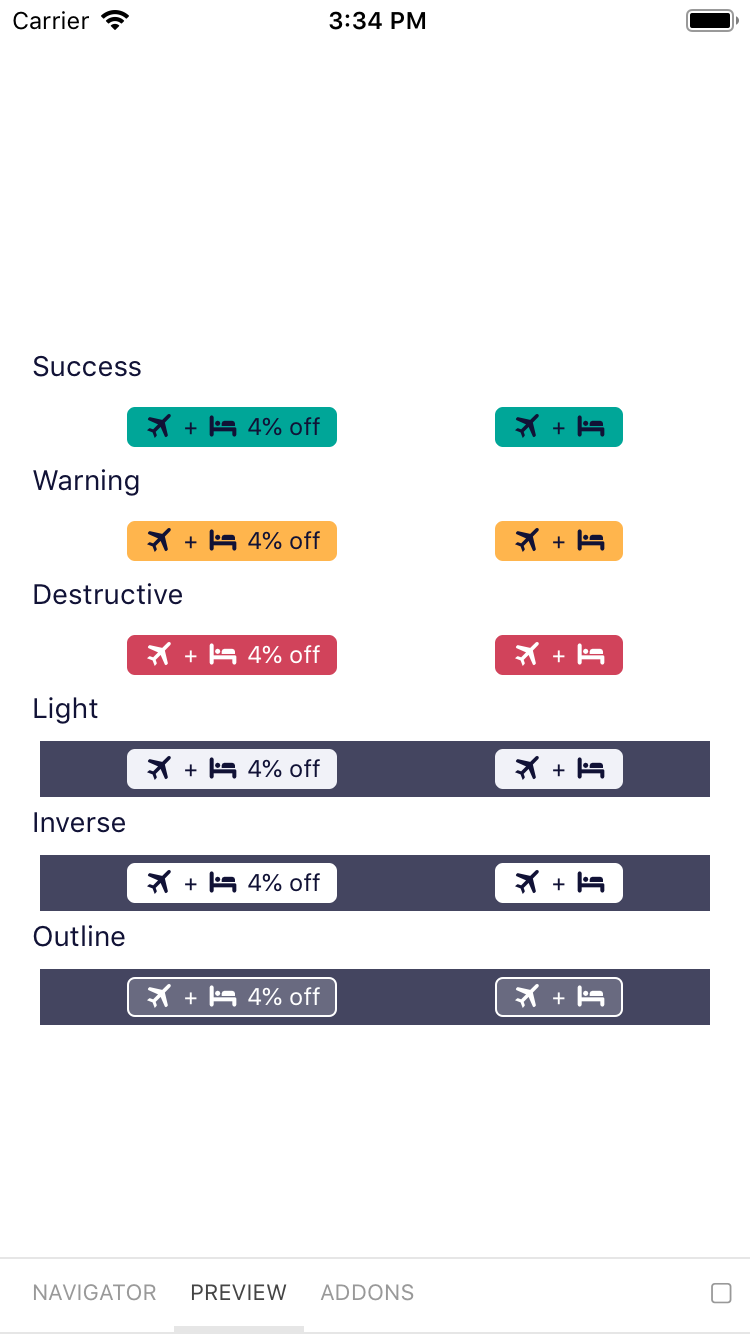 Carrier 3:34 PM
Success
+ 4% off +
Warning
+ 4% off +
Destructive
+ 4% off +
Light
+ 4% off +
Inverse
+ 4% off +
Outline
+ 4% off +
NAVIGATOR PREVIEW ADDONS